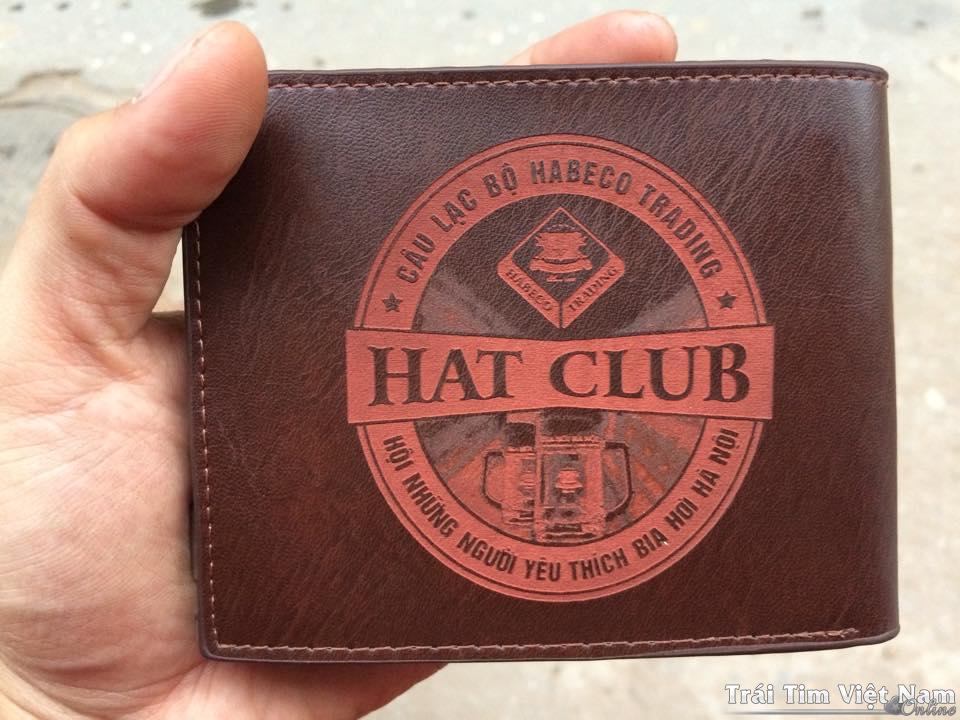 CÂU LẠC BỘ HABECO TRADING
HABECO TRADING
HAT CLUB
HỘI NHỮNG NGƯỜI YÊU THÍCH BIA HƠI HÀ NỘI
Trái Tim Việt Nam
Online